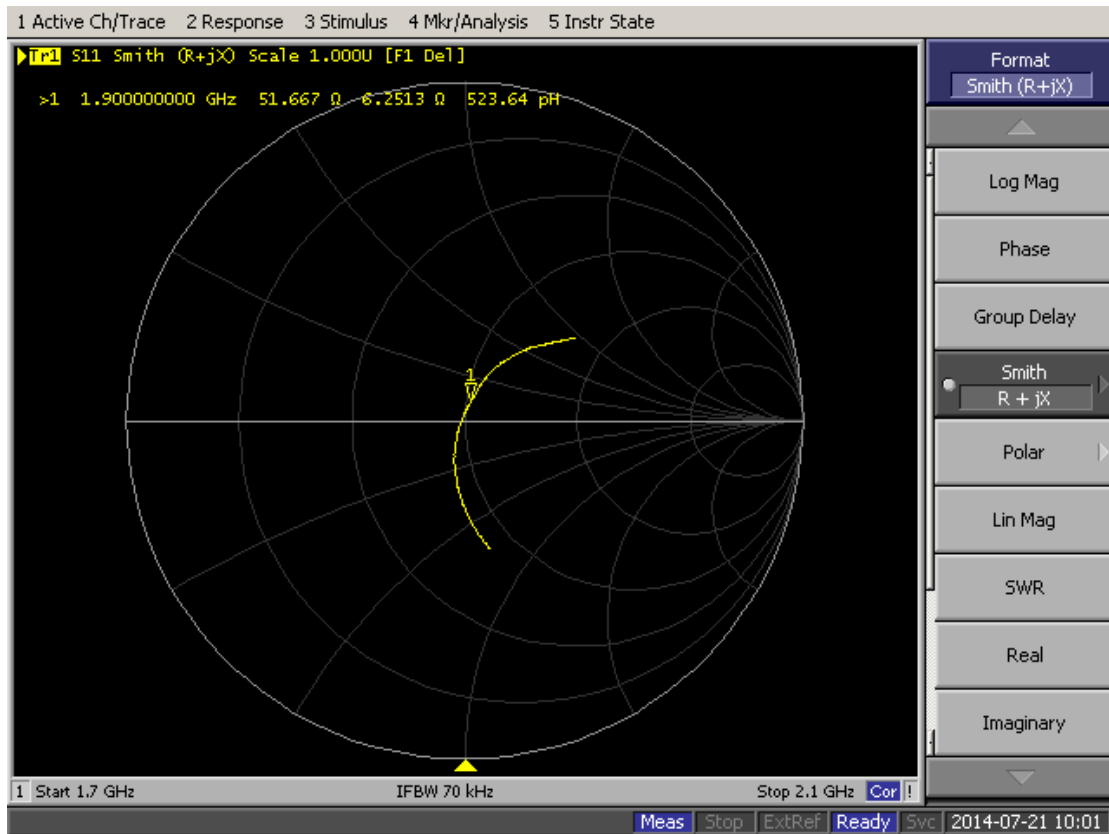 1 Active Ch/Trace 2 Response 3 Stimulus 4 Mkr/Analysis 5 Instr State
Tr1 S11 Smith (R+jX) Scale 1.000U [F1 Del]
>1 1.900000000 GHz 51.667 Ω 6.2513 Ω 523.64 pH
1
Format
Smith (R+jX)
Log Mag
Phase
Group Delay
Smith
R + jX
Polar
Lin Mag
SWR
Real
Imaginary
1 Start 1.7 GHz IFBW 70 kHz Stop 2.1 GHz Cor !
Meas Stop ExtRef Ready Svc 2014-07-21 10:01